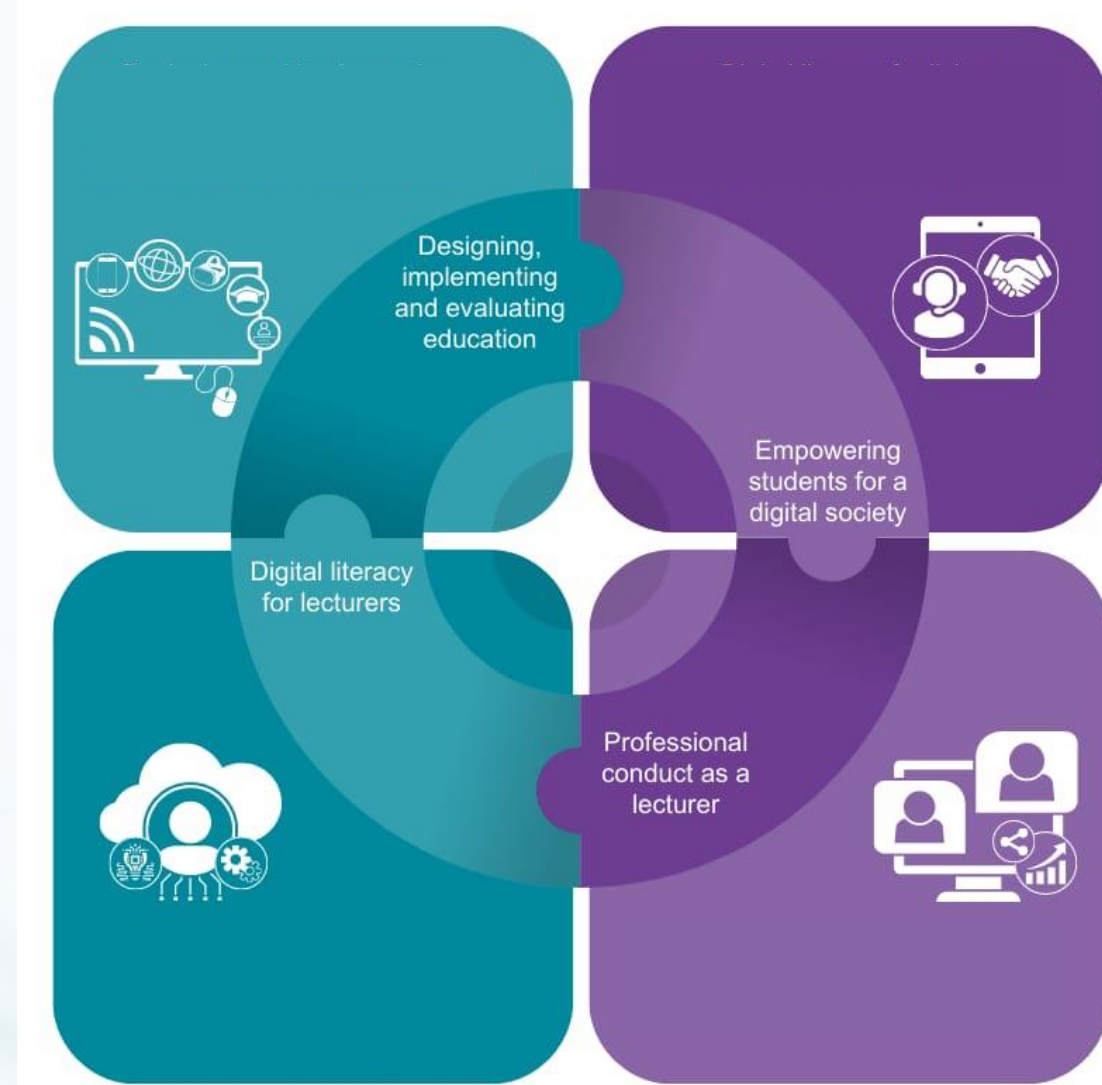 Designing,
implementing
and evaluating
education
Empowering
students for a
digital society
Digital literacy
for lecturers
Professional
conduct as a
lecturer